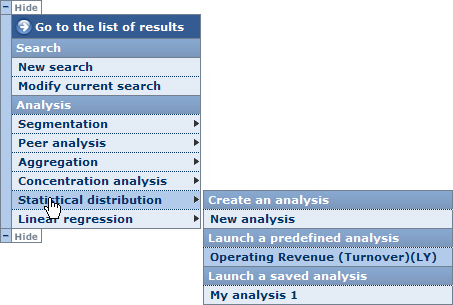 Hide
Go to the list of results
Search
New search
Modify current search
Analysis
Segmentation
Peer analysis
Aggregation
Concentration analysis
Statistical distribution
Linear regression
Hide
Create an analysis
New analysis
Launch a predefined analysis
Operating Revenue (Turnover)(LY)
Launch a saved analysis
My analysis 1